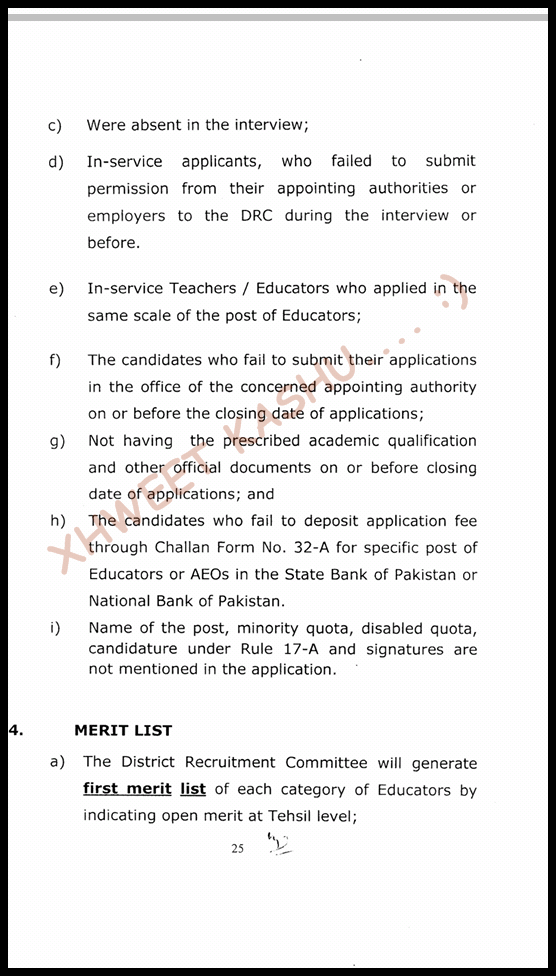 c) Were absent in the interview;
d) In-service applicants, who failed to submit
permission from their appointing authorities or
employers to the DRC during the interview or
before.
e) In-service Teachers / Educators who applied in the
same scale of the post of Educators;
f) The candidates who fail to submit their applications
in the office of the concerned appointing authority
on or before the closing date of applications;
g) Not having the prescribed academic qualification
and other official documents on or before closing
date of applications; and
h) The candidates who fail to deposit application fee
through Challan Form No. 32-A for specific post of
Educators or AEOs in the State Bank of Pakistan or
National Bank of Pakistan.
i) Name of the post, minority quota, disabled quota,
candidature under Rule 17-A and signatures are
not mentioned in the application.
XHWEET KASHU.... :)
4. MERIT LIST
a) The District Recruitment Committee will generate
first merit list of each category of Educators by
indicating open merit at Tehsil level;
25